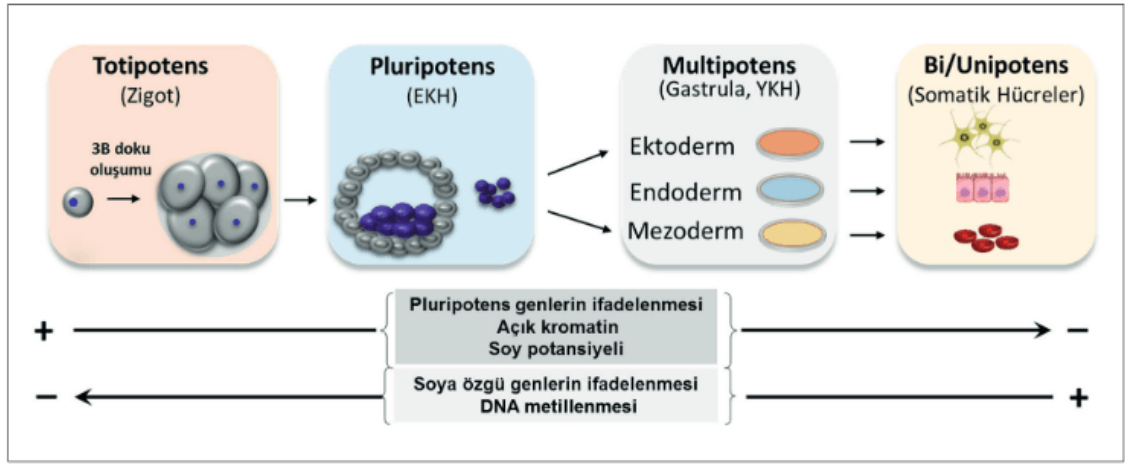 Totipotens
(Zigot)
3B doku
oluşumu
Pluripotens
(EKH)
Multipotens
(Gastrula, YKH)
Ektoderm
Endoderm
Mezoderm
Bi/Unipotens
(Somatik Hücreler)
+
Pluripotens genlerin ifadelenmesi
Açık kromatin
Soy potansiyeli
–
–
Soya özgü genlerin ifadelenmesi
DNA metillenmesi
+